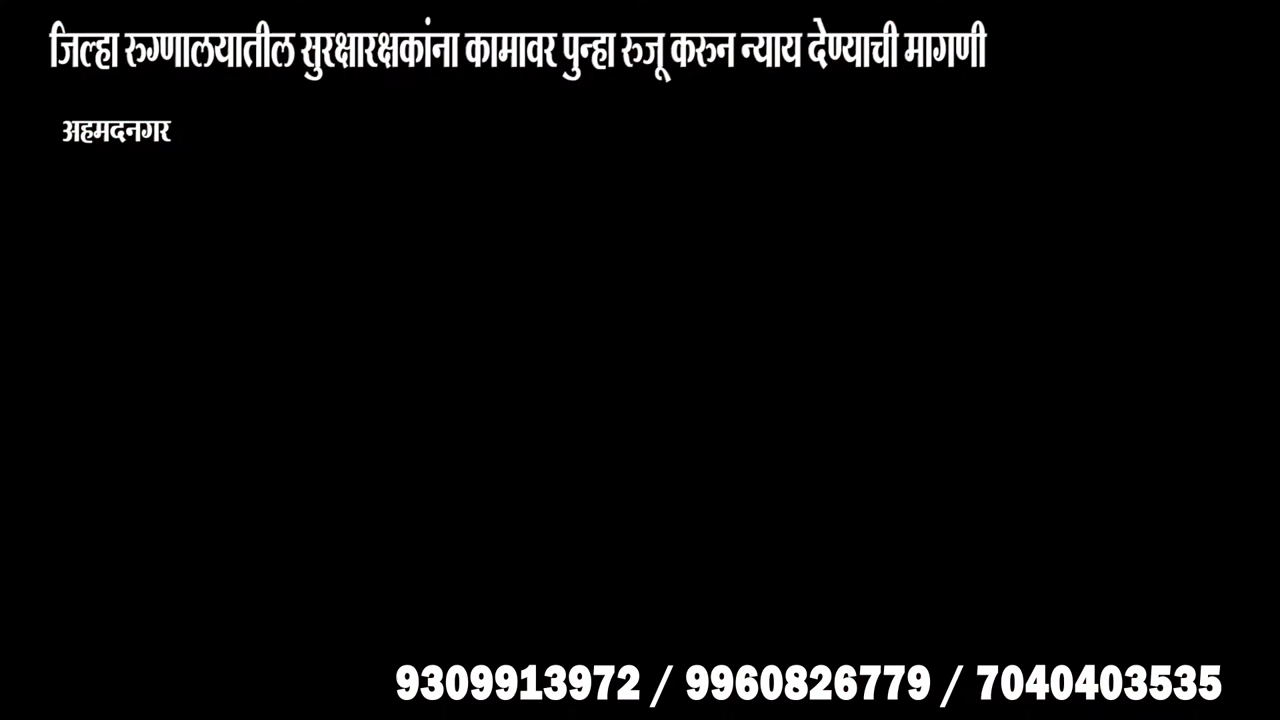 जिल्हा रुग्णालयातील सुरक्षारक्षकांना कामावर पुन्हा रुजू करुन न्याय देण्याची मागणी
अहमदनगर
9309913972 / 9960826779 / 7040403535